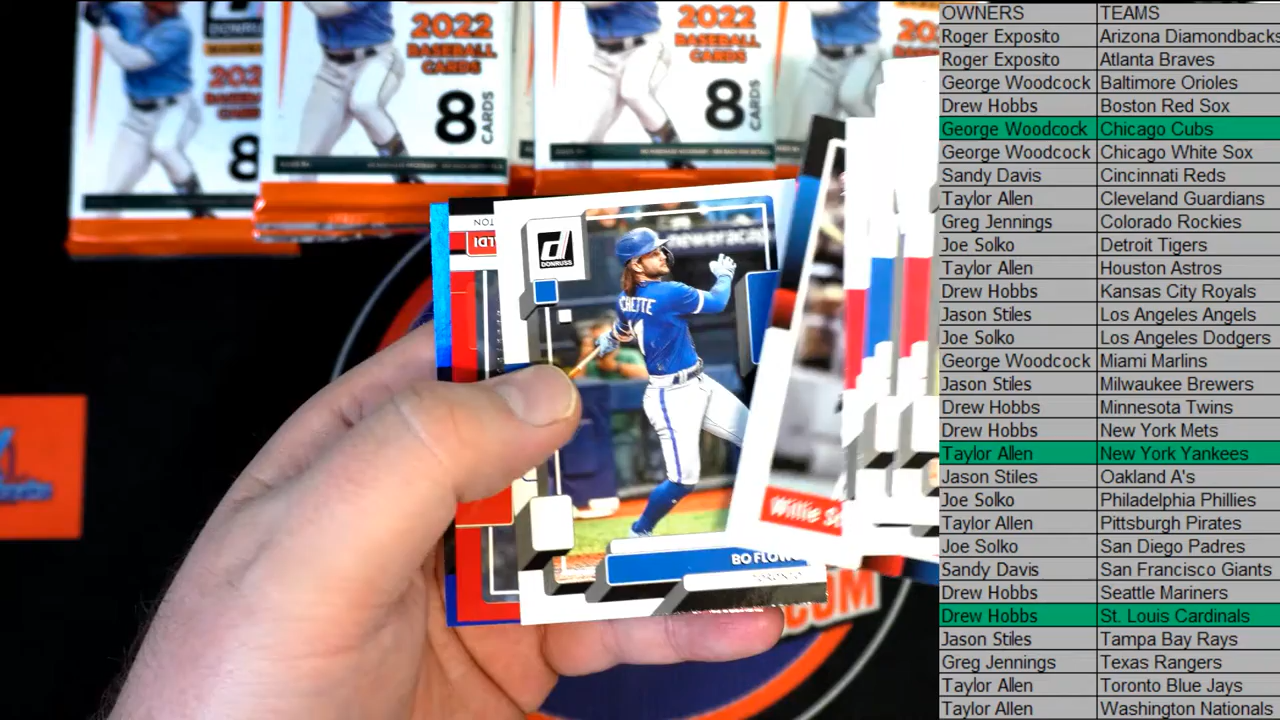 2022
BASEBALL
CARDS
8
CARDS
2022
BASEBALL
CARDS
8
CARDS
8
d
DONRUSS
CHETTE
BO FLOW
Willie S
COM
OWNERS TEAMS
Roger Exposito Arizona Diamondbacks
Roger Exposito Atlanta Braves
George Woodcock Baltimore Orioles
Drew Hobbs Boston Red Sox
George Woodcock Chicago Cubs
George Woodcock Chicago White Sox
Sandy Davis Cincinnati Reds
Taylor Allen Cleveland Guardians
Greg Jennings Colorado Rockies
Joe Solko Detroit Tigers
Taylor Allen Houston Astros
Drew Hobbs Kansas City Royals
Jason Stiles Los Angeles Angels
Joe Solko Los Angeles Dodgers
George Woodcock Miami Marlins
Jason Stiles Milwaukee Brewers
Drew Hobbs Minnesota Twins
Drew Hobbs New York Mets
Taylor Allen New York Yankees
Jason Stiles Oakland A's
Joe Solko Philadelphia Phillies
Taylor Allen Pittsburgh Pirates
Joe Solko San Diego Padres
Sandy Davis San Francisco Giants
Drew Hobbs Seattle Mariners
Drew Hobbs St. Louis Cardinals
Jason Stiles Tampa Bay Rays
Greg Jennings Texas Rangers
Taylor Allen Toronto Blue Jays
Taylor Allen Washington Nationals